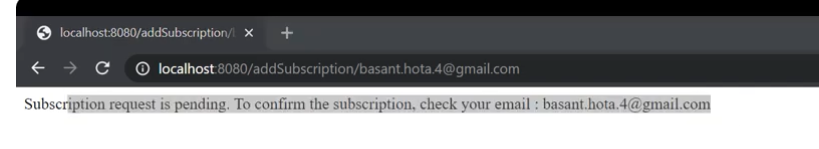 localhost:8080/addSubscription/
localhost:8080/addSubscription/basant.hota.4@gmail.com
Subscription request is pending. To confirm the subscription, check your email : basant.hota.4@gmail.com